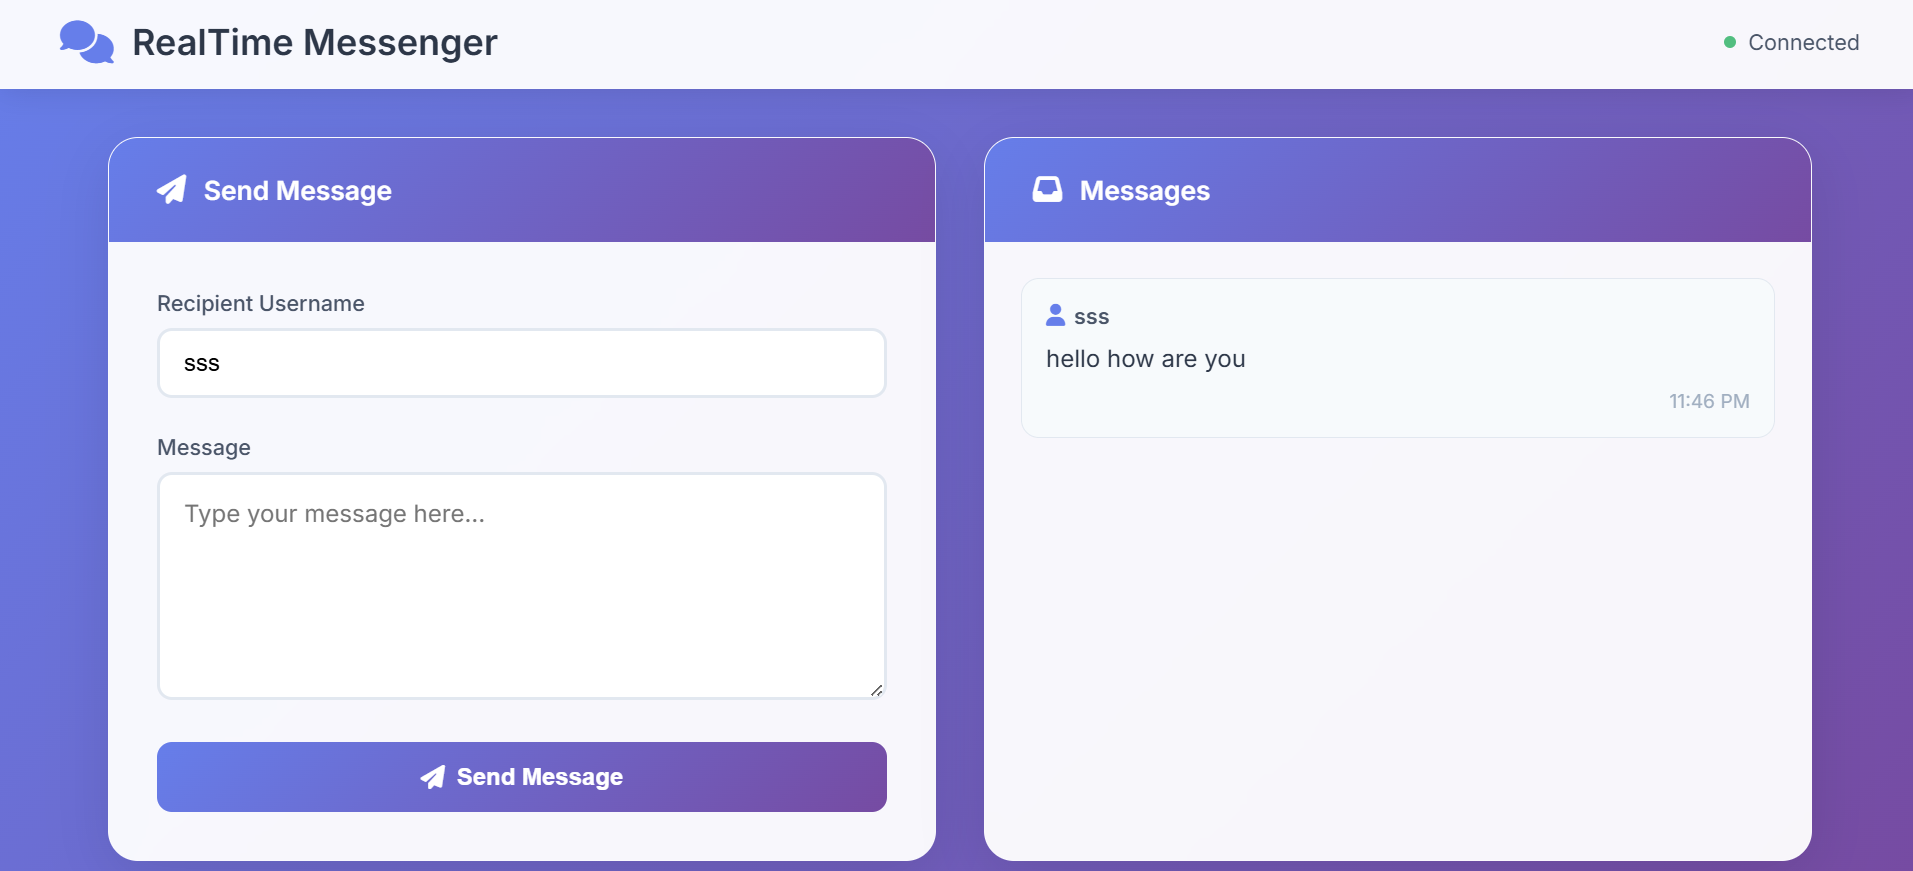 RealTime Messenger
Connected
Send Message
Recipient Username
sss
Message
Type your message here...
Send Message
Messages
sss
hello how are you
11:46 PM